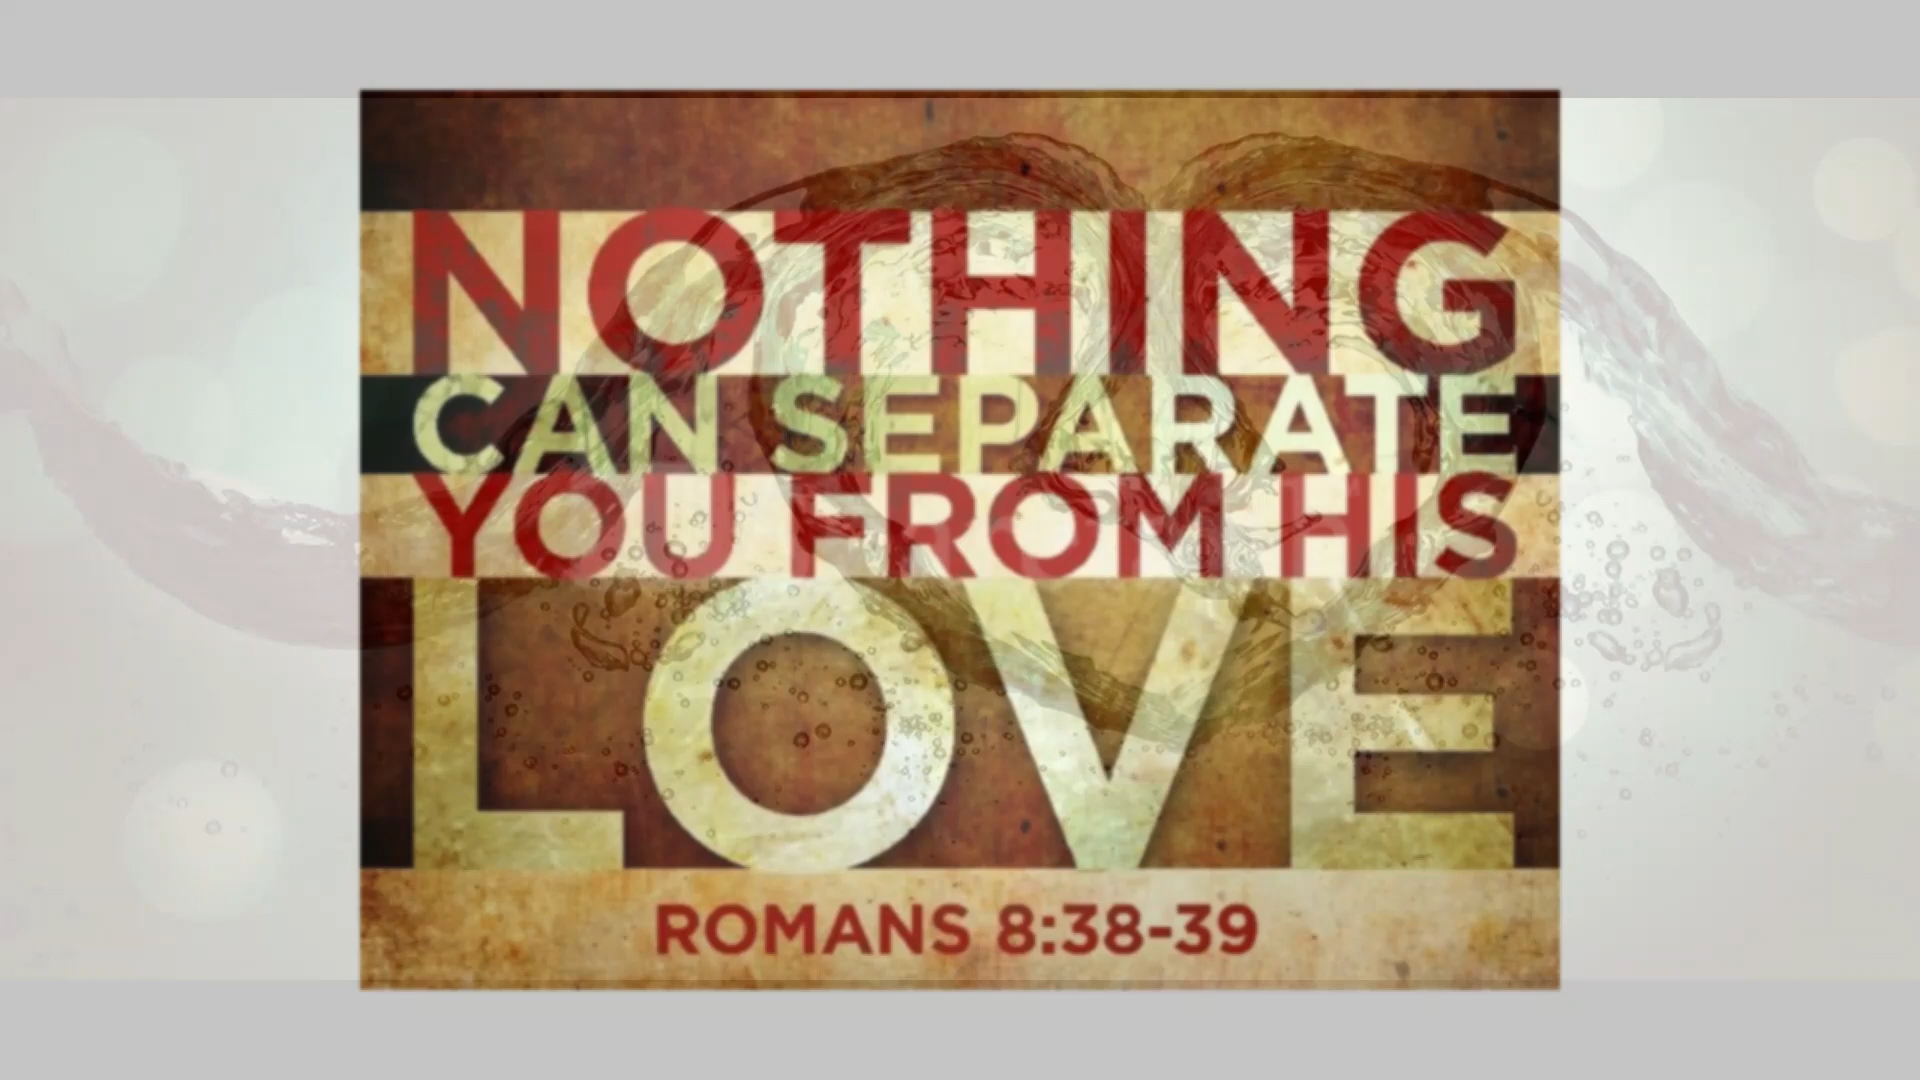 NOTHING
CAN SEPARATE
YOU FROM HIS
LOVE
ROMANS 8:38-39